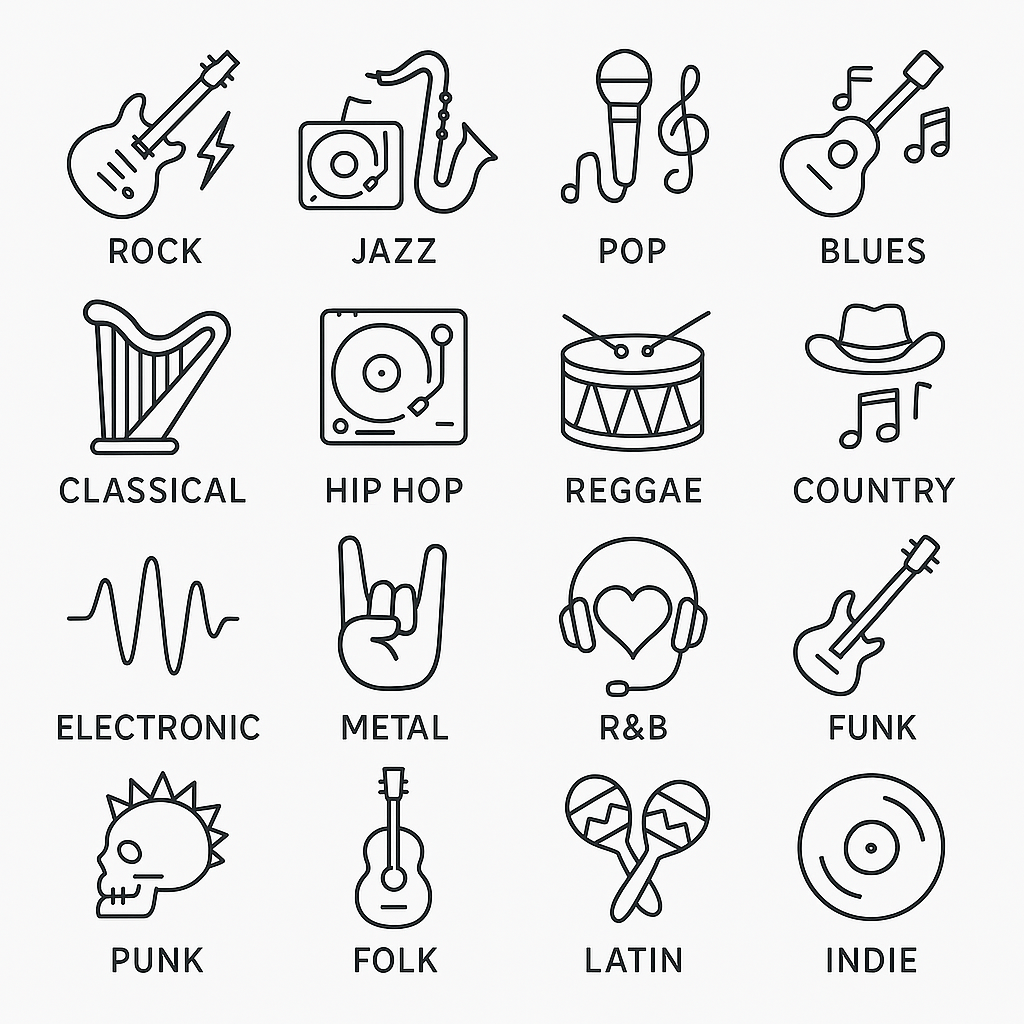 ROCK
JAZZ
POP
BLUES
CLASSICAL
HIP HOP
REGGAE
COUNTRY
ELECTRONIC
METAL
R&B
FUNK
PUNK
FOLK
LATIN
INDIE